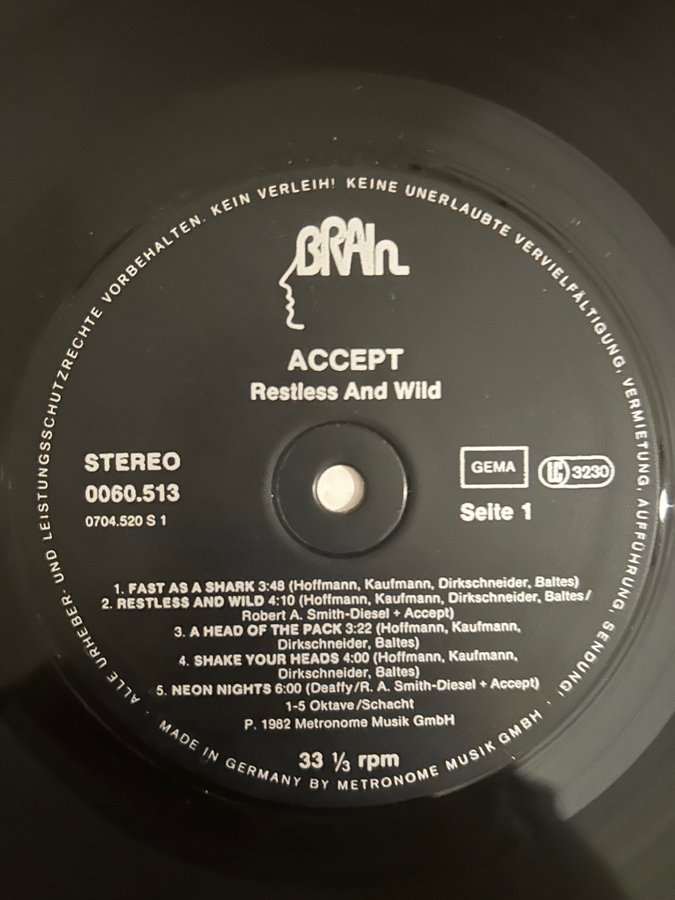 ALLE URHEBER- UND LEISTUNGSSCHUTZRECHTE VORBEHALTEN. KEIN VERLEIH! KEINE UNERLAUBTE VERVIELFÄLTIGUNG, VERMIETUNG, AUFFÜHRUNG, SENDUNG!
BRAIN
ACCEPT
Restless And Wild
STEREO
0060.513
0704.520 S 1
GEMA
LC 3230
Seite 1
1. FAST AS A SHARK 3:48 (Hoffmann, Kaufmann, Dirkschneider, Baltes)
2. RESTLESS AND WILD 4:10 (Hoffmann, Kaufmann, Dirkschneider, Baltes/
Robert A. Smith-Diesel + Accept)
3. A HEAD OF THE PACK 3:22 (Hoffmann, Kaufmann,
Dirkschneider, Baltes)
4. SHAKE YOUR HEADS 4:00 (Hoffmann, Kaufmann,
Dirkschneider, Baltes)
5. NEON NIGHTS 6:00 (Deaffy/R. A. Smith-Diesel + Accept)
1-5 Oktave/Schacht
P. 1982 Metronome Musik GmbH
33 ⅓ rpm
· MADE IN GERMANY BY METRONOME MUSIK GMBH ·